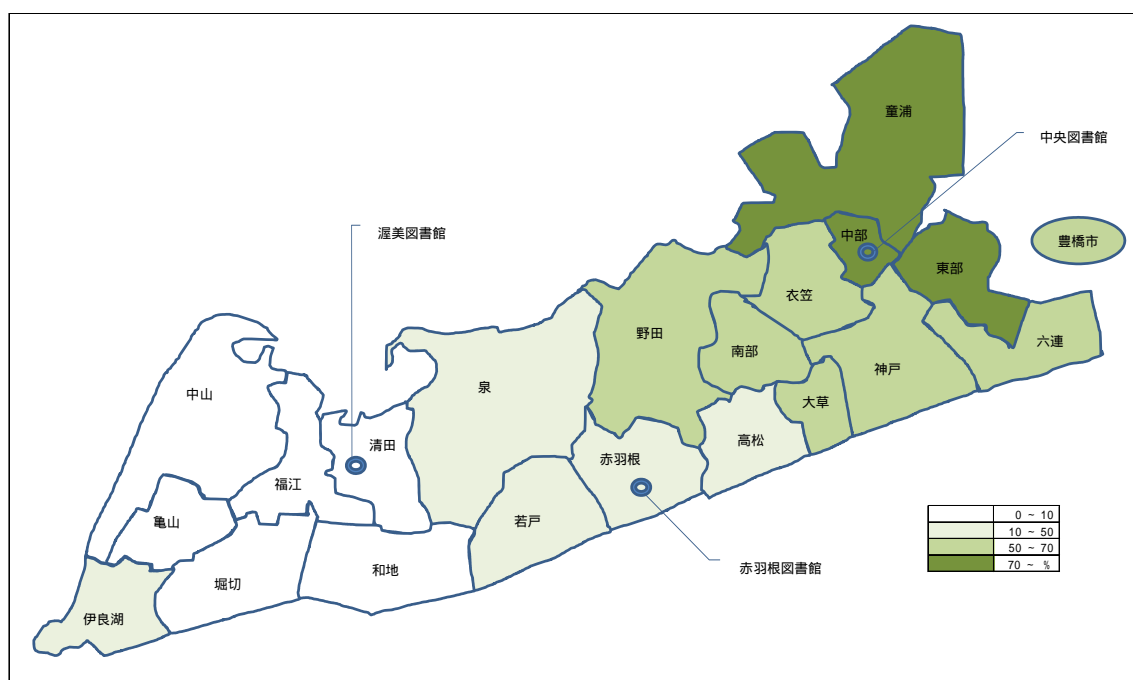 童浦
中央図書館
渥美図書館
中部
豊橋市
東部
衣笠
野田
南部
六連
神戸
泉
中山
大草
高松
清田
赤羽根
福江
亀山
若戸
和地
堀切
赤羽根図書館
伊良湖
0 ~ 10
10 ~ 50
50 ~ 70
70 ~ %